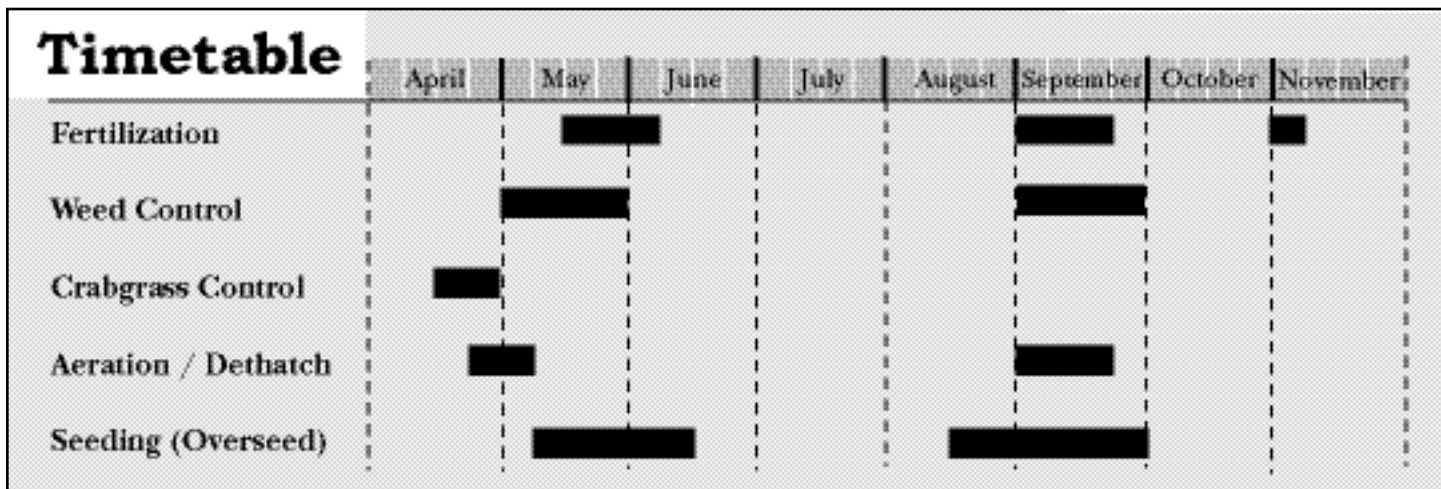 Timetable
April May June July August September October November
Fertilization
Weed Control
Crabgrass Control
Aeration / Dethatch
Seeding (Overseed)